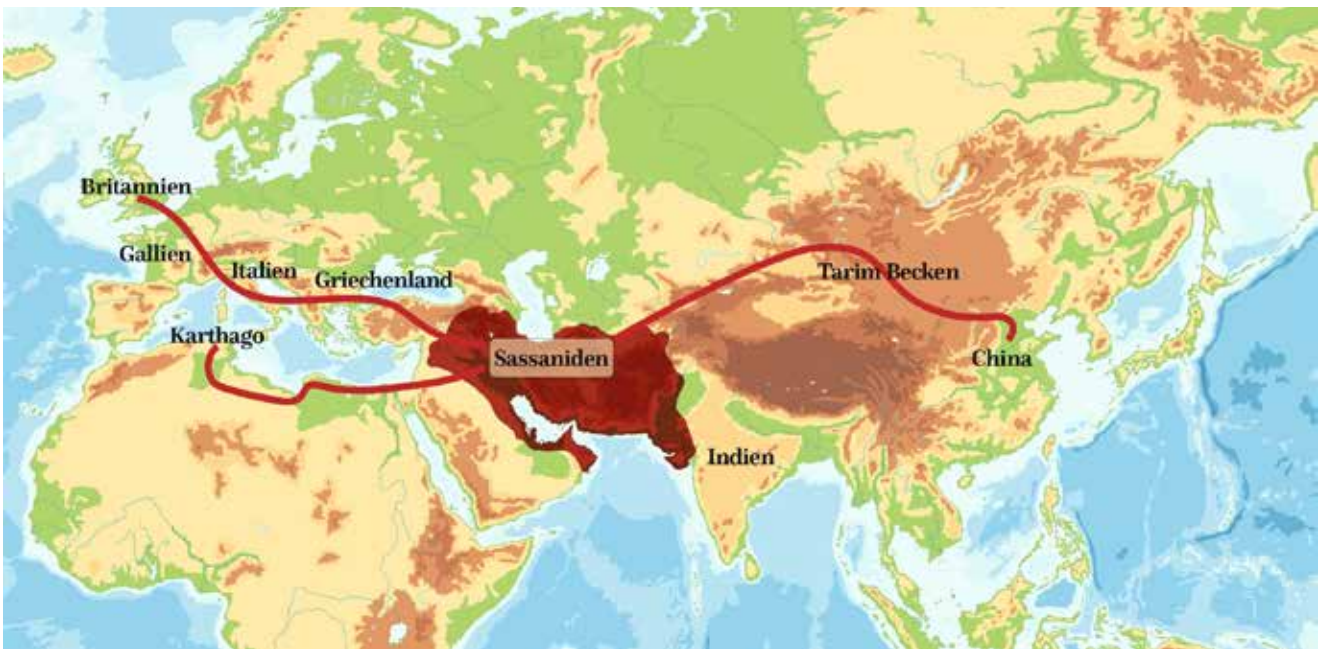 Britannien
Gallien
Italien
Griechenland
Tarim Becken
Karthago
Sassaniden
China
Indien